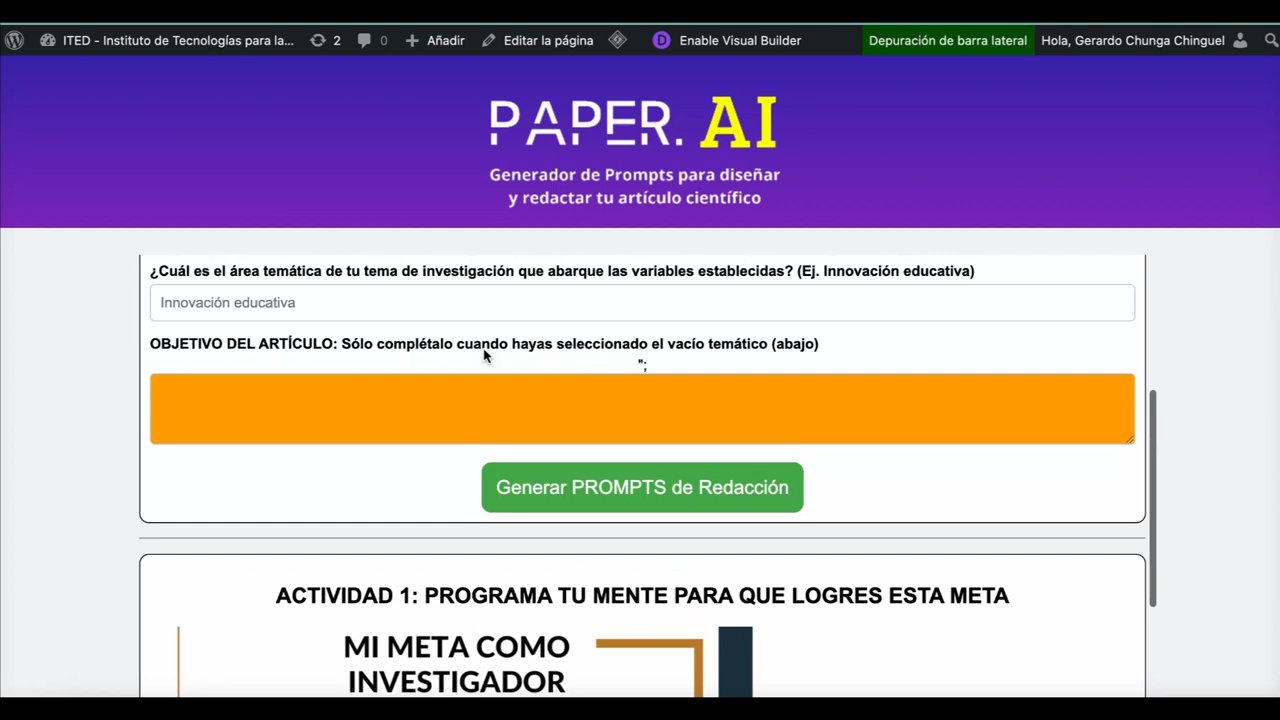 ITED - Instituto de Tecnologías para la... 2 0 Añadir Editar la página D Enable Visual Builder Depuración de barra lateral Hola, Gerardo Chunga Chinguel
PAPER. AI
Generador de Prompts para diseñar
y redactar tu artículo científico
¿Cuál es el área temática de tu tema de investigación que abarque las variables establecidas? (Ej. Innovación educativa)
Innovación educativa
OBJETIVO DEL ARTÍCULO: Sólo complétalo cuando hayas seleccionado el vacío temático (abajo)
";
Generar PROMPTS de Redacción
ACTIVIDAD 1: PROGRAMA TU MENTE PARA QUE LOGRES ESTA META
MI META COMO
INVESTIGADOR